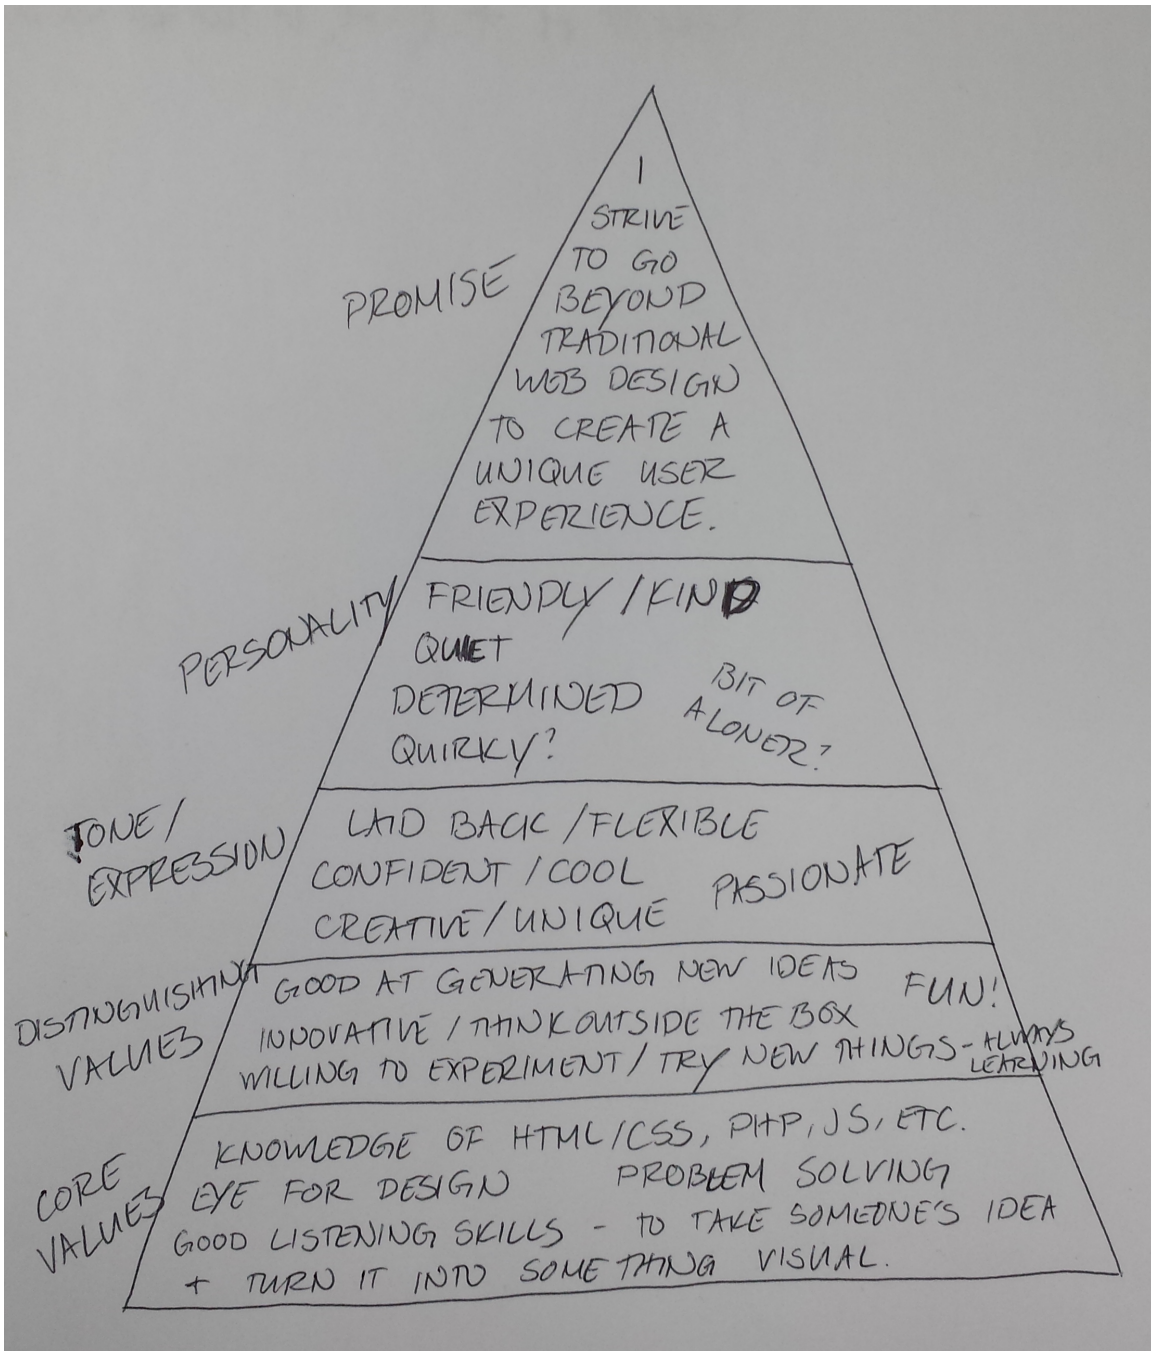 I
STRIVE
TO GO
BEYOND
TRADITIONAL
WEB DESIGN
TO CREATE A
UNIQUE USER
EXPERIENCE.
PROMISE
FRIENDLY / KIND
QUIET
DETERMINED
QUIRKY?
BIT OF
A LONER?
PERSONALITY
LAID BACK / FLEXIBLE
CONFIDENT / COOL
CREATIVE / UNIQUE
PASSIONATE
TONE /
EXPRESSION
GOOD AT GENERATING NEW IDEAS
FUN!
INNOVATIVE / THINK OUTSIDE THE BOX
WILLING TO EXPERIMENT / TRY NEW THINGS - ALWAYS
LEARNING
DISTINGUISHING
VALUES
KNOWLEDGE OF HTML/CSS, PHP, JS, ETC.
EYE FOR DESIGN PROBLEM SOLVING
GOOD LISTENING SKILLS - TO TAKE SOMEONE'S IDEA
+ TURN IT INTO SOMETHING VISUAL.
CORE
VALUES